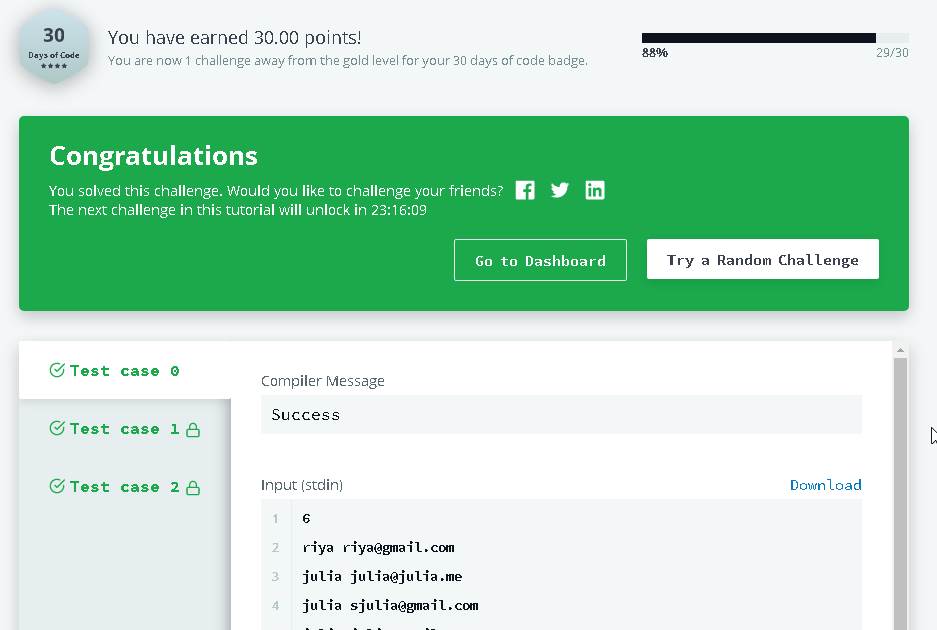 30
Days of Code
You have earned 30.00 points!
You are now 1 challenge away from the gold level for your 30 days of code badge.
88%
29/30
Congratulations
You solved this challenge. Would you like to challenge your friends?
The next challenge in this tutorial will unlock in 23:16:09
Go to Dashboard
Try a Random Challenge
Test case 0
Test case 1
Test case 2
Compiler Message
Success
Input (stdin)
Download
1 6
2 riya riya@gmail.com
3 julia julia@julia.me
4 julia sjulia@gmail.com